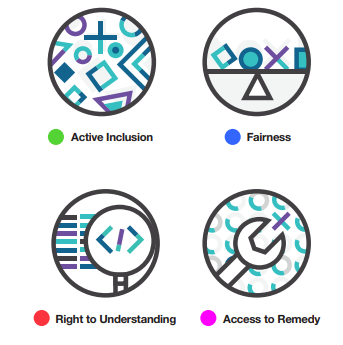 Active Inclusion
Fairness
Right to Understanding
Access to Remedy